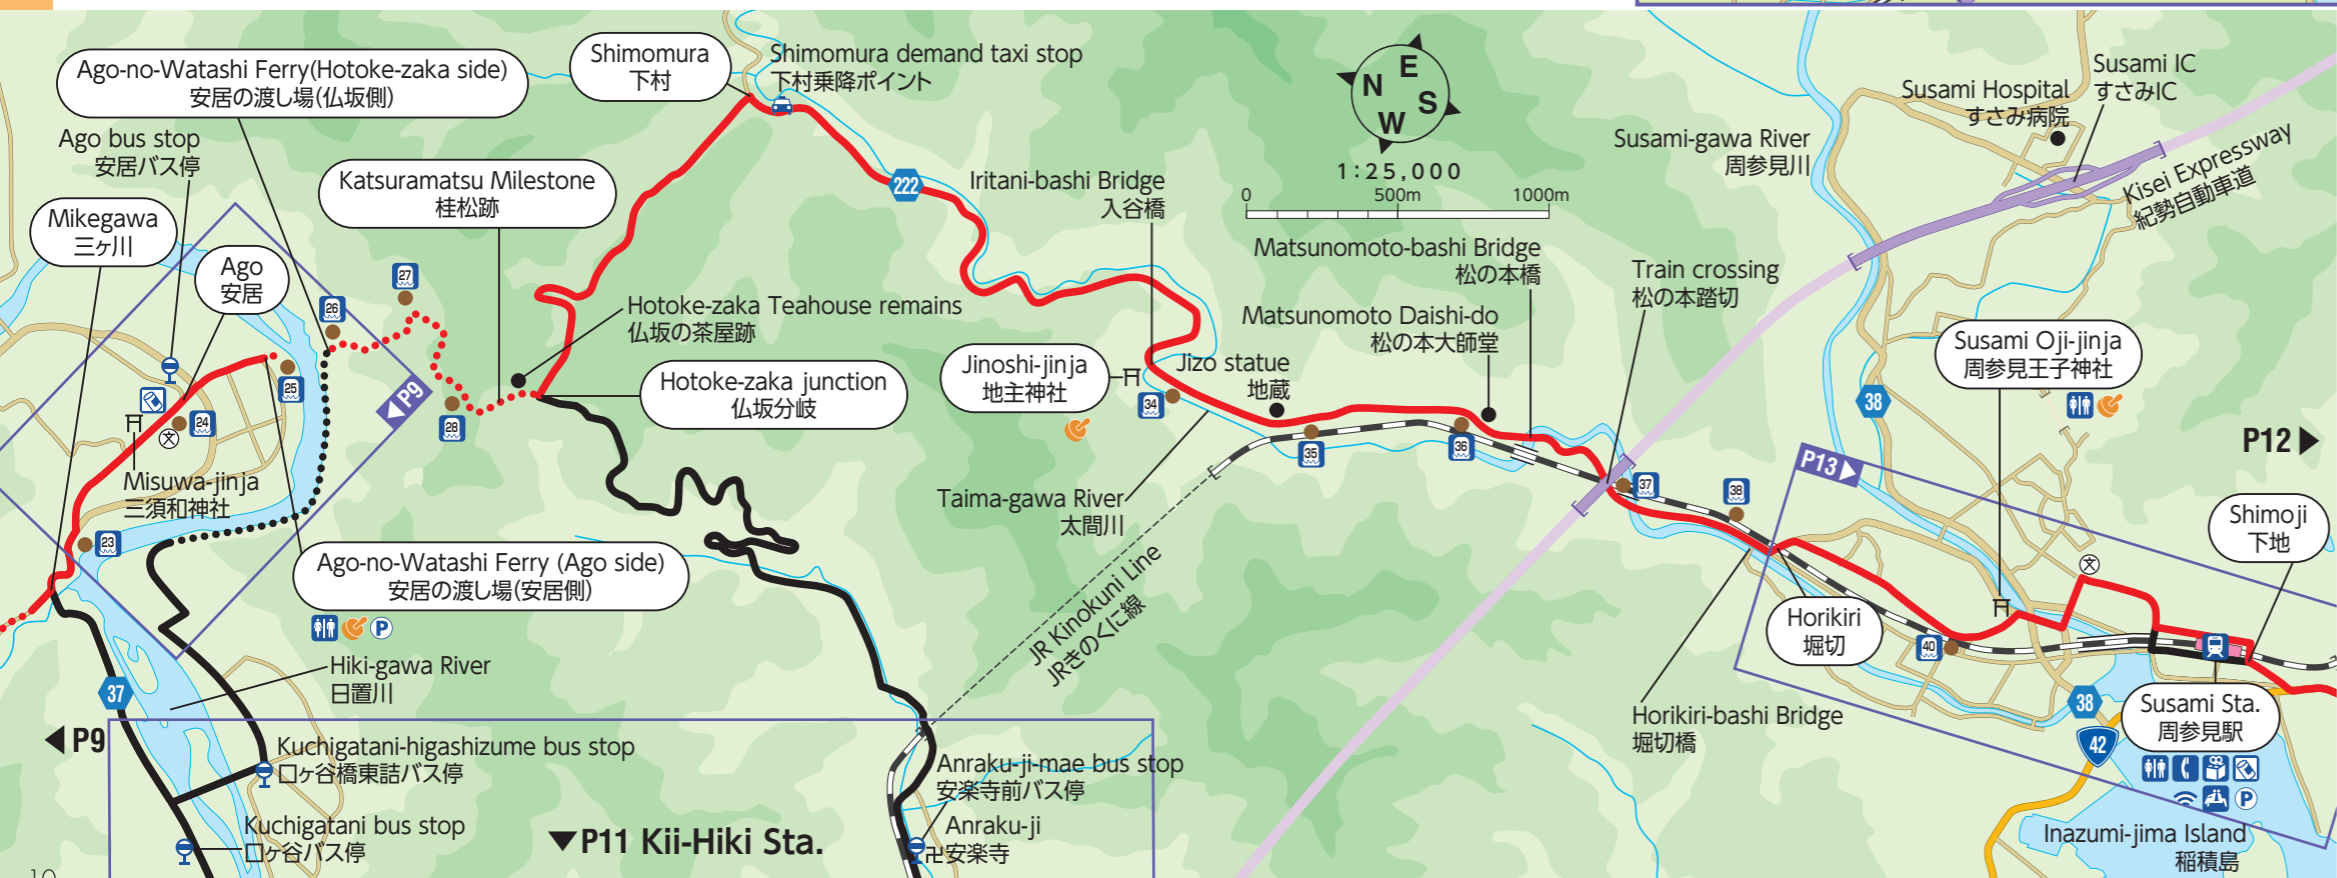 Ago-no-Watashi Ferry(Hotoke-zaka side)
安居の渡し場(仏坂側)
Shimomura
下村
Shimomura demand taxi stop
下村乗降ポイント
N
E
S
W
1:25,000
0
500m
1000m
Susami Hospital
すさみ病院
Susami IC
すさみIC
Ago bus stop
安居バス停
Katsuramatsu Milestone
桂松跡
222
Iritani-bashi Bridge
入谷橋
Susami-gawa River
周参見川
Kisei Expressway
紀勢自動車道
Mikegawa
三ヶ川
Ago
安居
Matsunomoto-bashi Bridge
松の本橋
Train crossing
松の本踏切
27
26
Hotoke-zaka Teahouse remains
仏坂の茶屋跡
Matsunomoto Daishi-do
松の本大師堂
Susami Oji-jinja
周参見王子神社
Jinoshi-jinja
地主神社
Jizo statue
地蔵
Hotoke-zaka junction
仏坂分岐
25
P9
34
38
24
文
28
35
36
P12
P13
Misuwa-jinja
三須和神社
Taima-gawa River
太間川
37
38
Shimoji
下地
23
Ago-no-Watashi Ferry (Ago side)
安居の渡し場(安居側)
P
文
JR Kinokuni Line
JRきのくに線
Horikiri
堀切
40
Hiki-gawa River
日置川
37
Horikiri-bashi Bridge
堀切橋
38
Susami Sta.
周参見駅
42
P
P9
Kuchigatani-higashizume bus stop
口ヶ谷橋東詰バス停
Anraku-ji-mae bus stop
安楽寺前バス停
Kuchigatani bus stop
口ヶ谷バス停
P11 Kii-Hiki Sta.
Anraku-ji
卍安楽寺
Inazumi-jima Island
稲積島